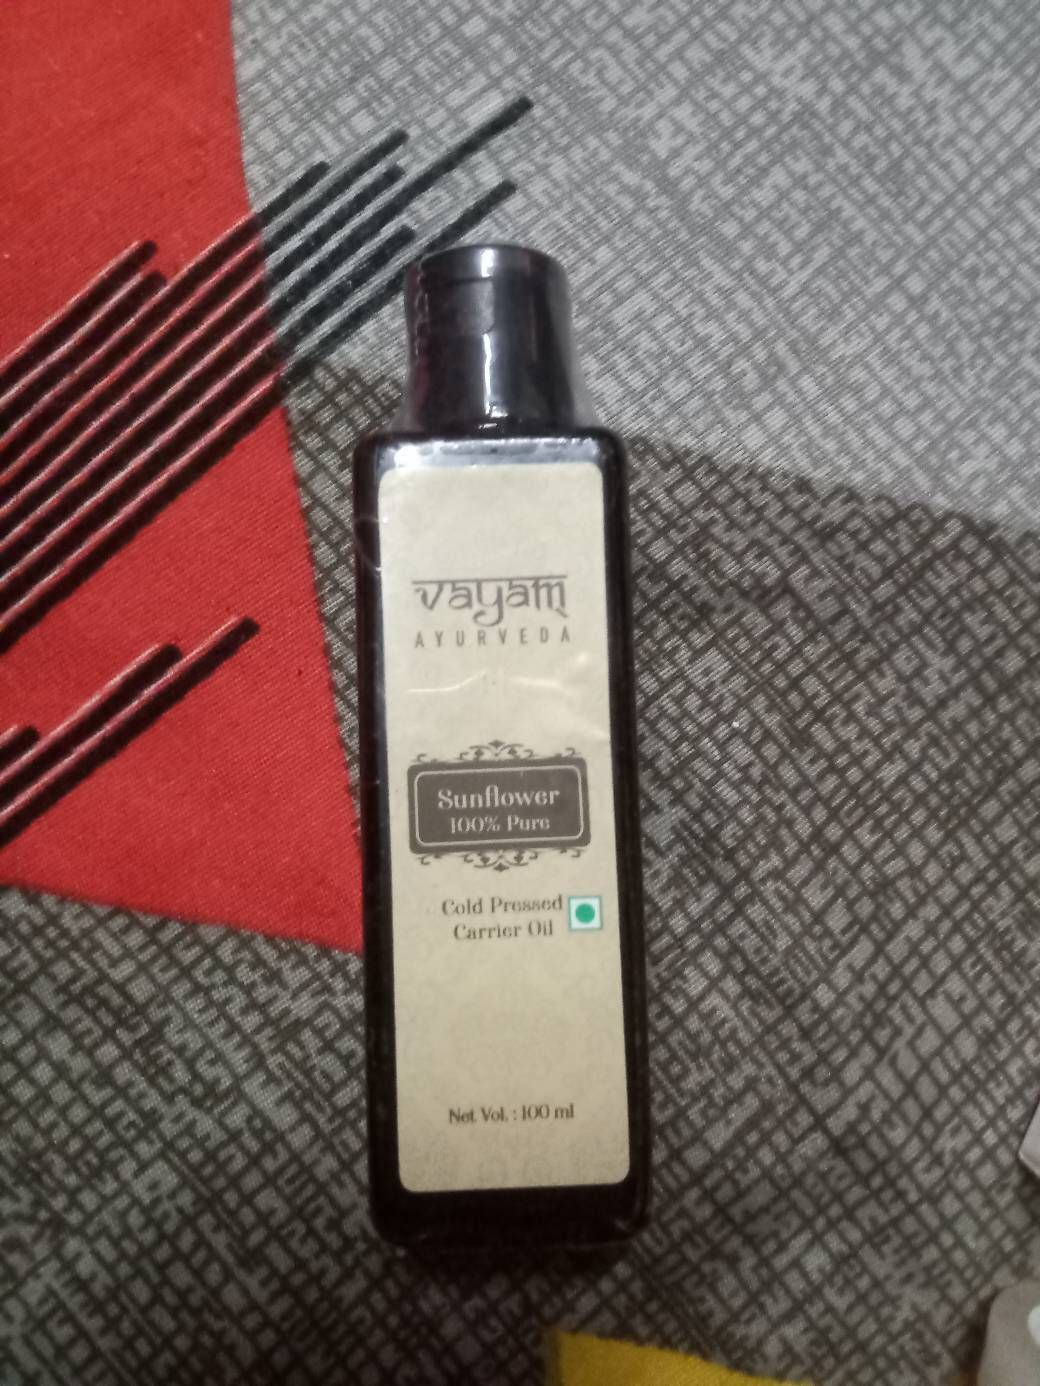 vayam
AYURVEDA
Sunflower
100% Pure
Cold Pressed
Carrier Oil
Net Vol. : 100 ml